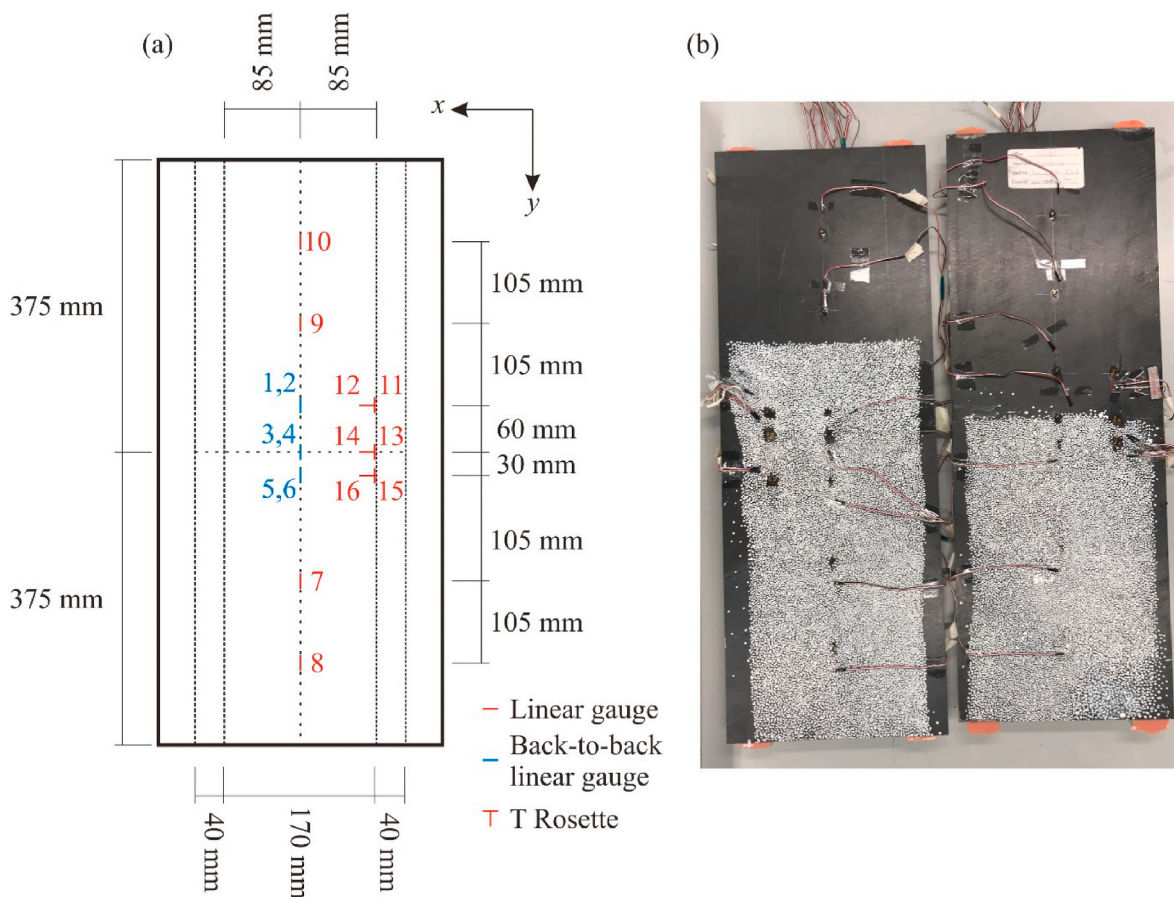 (a)
85 mm
85 mm
(b)
x
y
10
105 mm
375 mm
9
105 mm
1,2
12
11
60 mm
3,4
14
13
30 mm
5,6
16
15
105 mm
375 mm
7
105 mm
8
Linear gauge
Back-to-back
linear gauge
T Rosette
40 mm
170 mm
40 mm